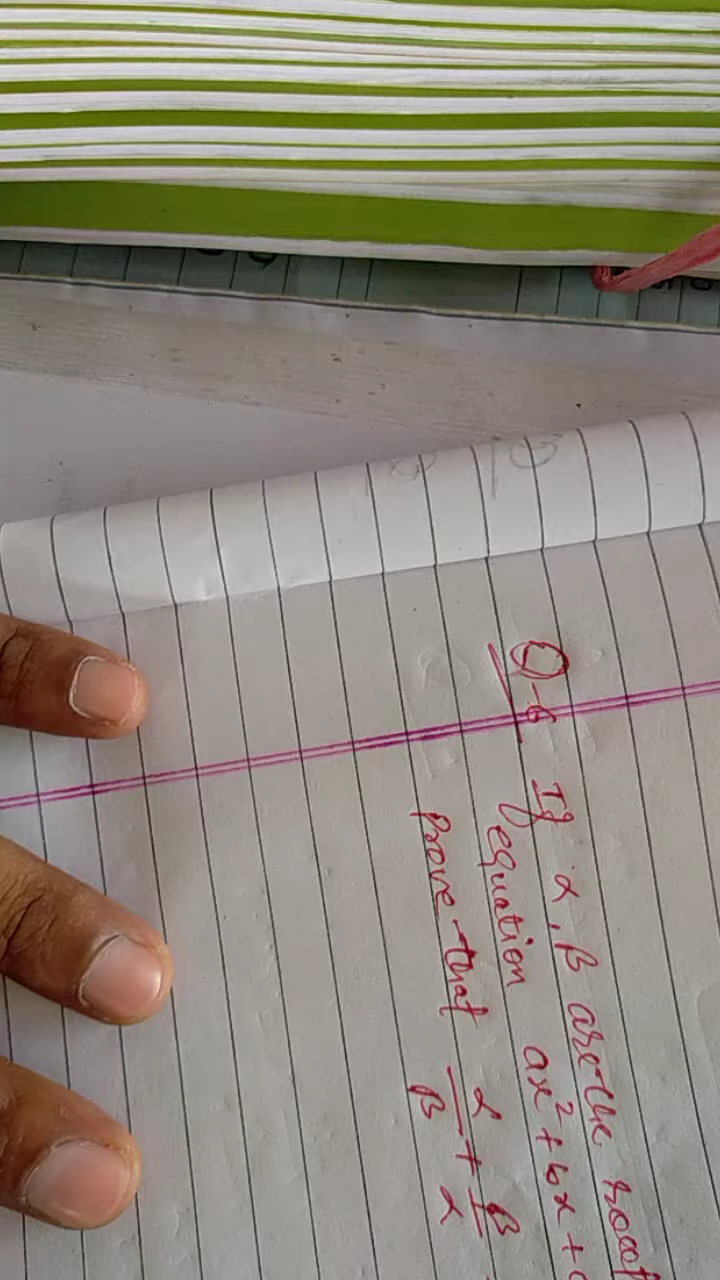 Q-6 If α, β are the root
equation ax² + bx + c
Prove that α/β + β/α